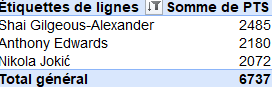 Étiquettes de lignes Somme de PTS
Shai Gilgeous-Alexander 2485
Anthony Edwards 2180
Nikola Jokić 2072
Total général 6737